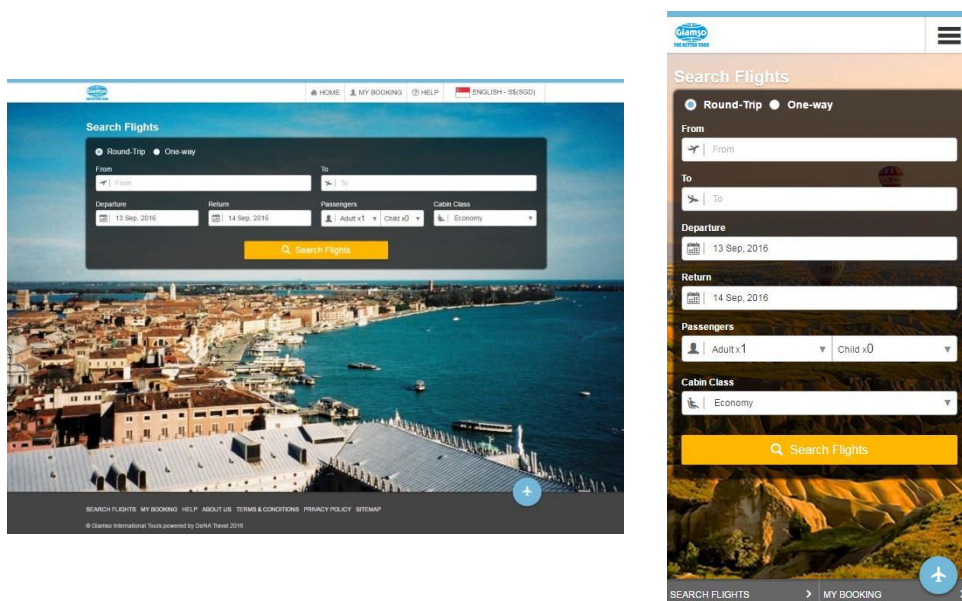 Giamso
HOME MY BOOKING HELP ENGLISH - S$(SGD)
Search Flights
Round-Trip One-way
From To
From To
Departure Return Passengers Cabin Class
13 Sep, 2016 14 Sep, 2016 Adult x1 Child x0 Economy
Search Flights
SEARCH FLIGHTS MY BOOKING HELP ABOUT US TERMS & CONDITIONS PRIVACY POLICY SITEMAP
© Giamso International Tours powered by DeNA Travel 2016
Giamso
THE BETTER TOUR
Search Flights
Round-Trip One-way
From
From
To
To
Departure
13 Sep, 2016
Return
14 Sep, 2016
Passengers
Adult x1 Child x0
Cabin Class
Economy
Search Flights
SEARCH FLIGHTS MY BOOKING